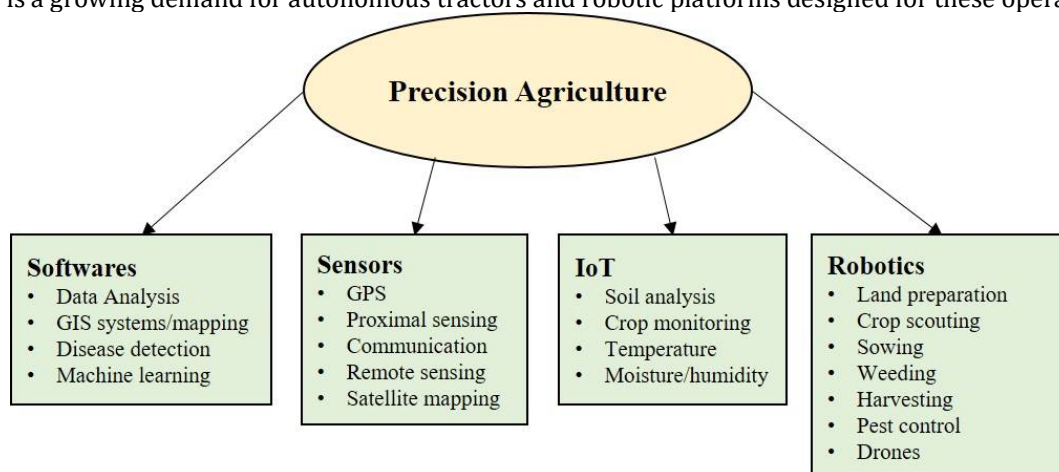 is a growing demand for autonomous tractors and robotic platforms designed for these opera
Precision Agriculture
Softwares
• Data Analysis
• GIS systems/mapping
• Disease detection
• Machine learning
Sensors
• GPS
• Proximal sensing
• Communication
• Remote sensing
• Satellite mapping
IoT
• Soil analysis
• Crop monitoring
• Temperature
• Moisture/humidity
Robotics
• Land preparation
• Crop scouting
• Sowing
• Weeding
• Harvesting
• Pest control
• Drones